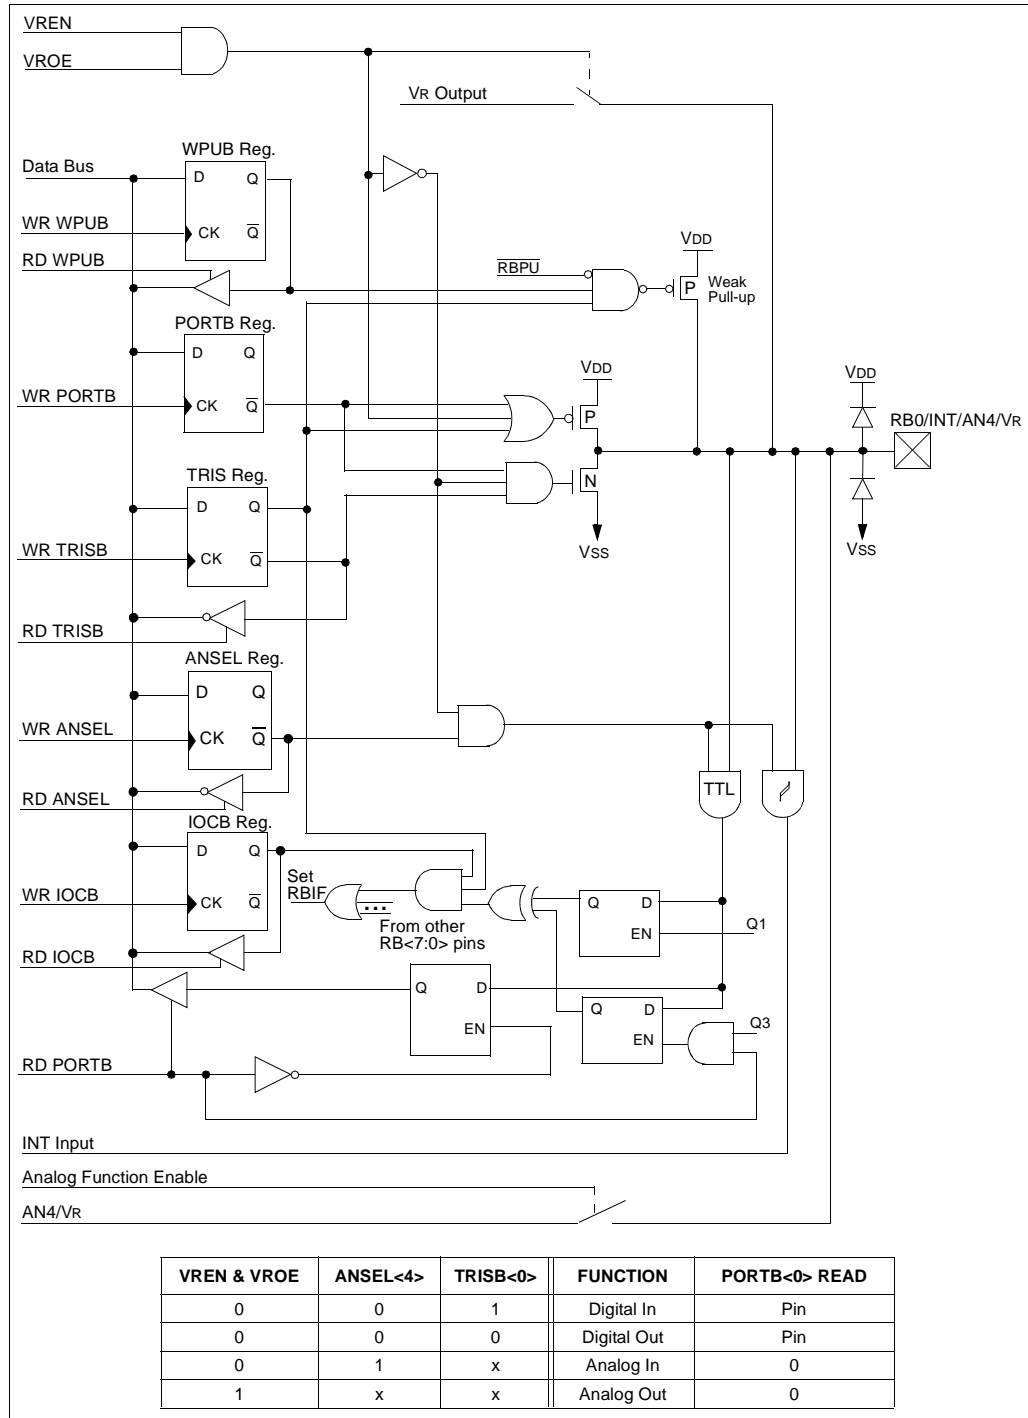 VREN
VROE
VR Output
WPUB Reg.
Data Bus
D Q
WR WPUB
CK Q
RD WPUB
RBPU
VDD
P
Weak
Pull-up
PORTB Reg.
D Q
WR PORTB
CK Q
VDD
P
VDD
RB0/INT/AN4/VR
TRIS Reg.
D Q
N
WR TRISB
CK Q
VSS
VSS
RD TRISB
ANSEL Reg.
D Q
WR ANSEL
CK Q
RD ANSEL
TTL
IOCB Reg.
D Q
Set
RBIF
WR IOCB
CK Q
...
From other
RB<7:0> pins
Q D
EN
Q1
RD IOCB
Q D
EN
Q D
EN
Q3
RD PORTB
INT Input
Analog Function Enable
AN4/VR
VREN & VROE ANSEL<4> TRISB<0> FUNCTION PORTB<0> READ
0 0 1 Digital In Pin
0 0 0 Digital Out Pin
0 1 x Analog In 0
1 x x Analog Out 0